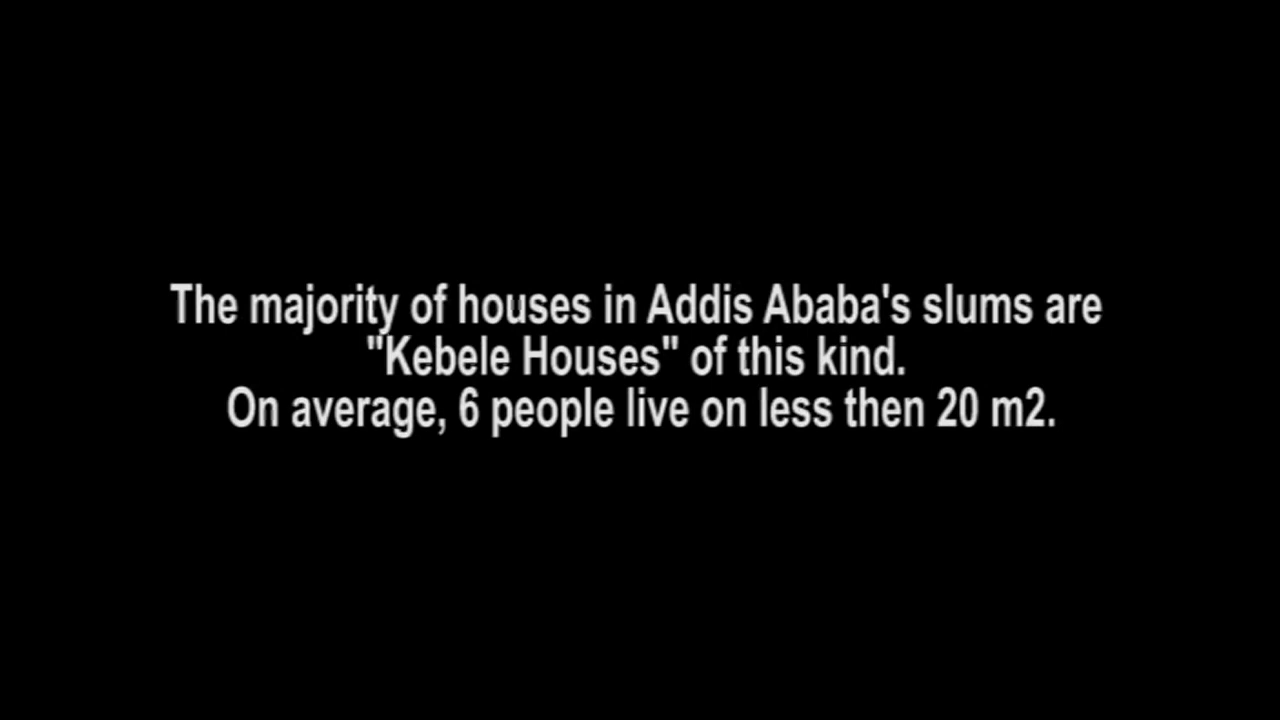 The majority of houses in Addis Ababa's slums are
"Kebele Houses" of this kind.
On average, 6 people live on less then 20 m2.